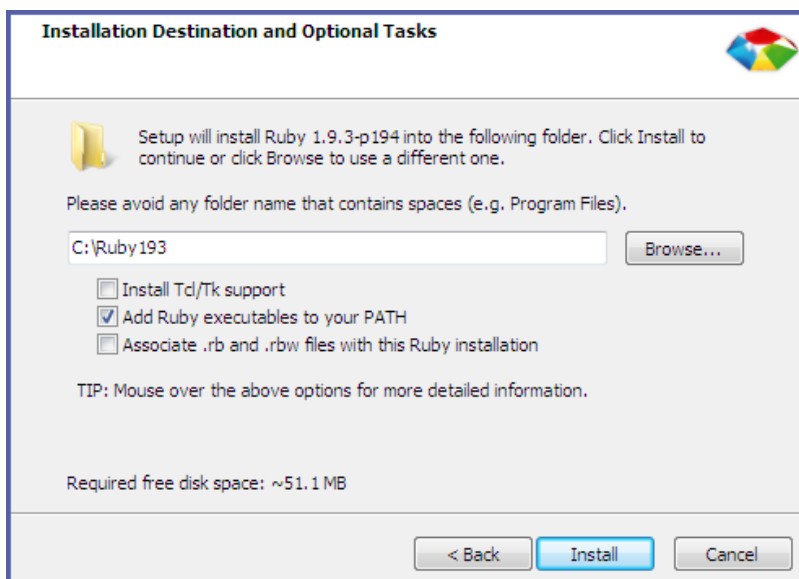 Installation Destination and Optional Tasks
Setup will install Ruby 1.9.3-p194 into the following folder. Click Install to
continue or click Browse to use a different one.
Please avoid any folder name that contains spaces (e.g. Program Files).
C:\Ruby193
Browse...
Install Tcl/Tk support
Add Ruby executables to your PATH
Associate .rb and .rbw files with this Ruby installation
TIP: Mouse over the above options for more detailed information.
Required free disk space: ~51.1 MB
< Back
Install
Cancel